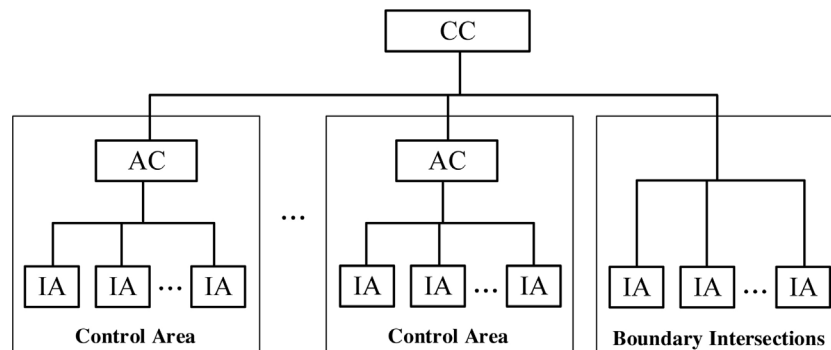 CC
AC
AC
...
IA IA ... IA
IA IA ... IA
IA IA ... IA
Control Area
Control Area
Boundary Intersections